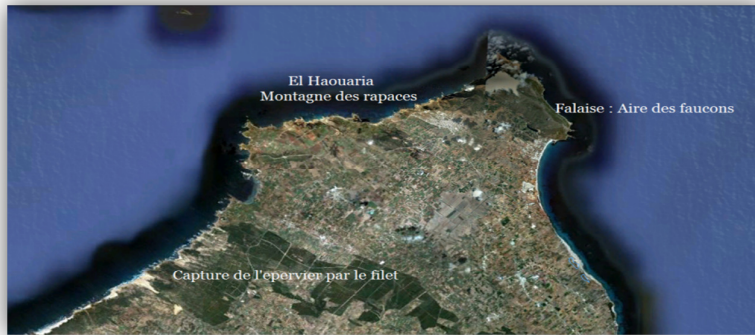 El Haouaria
Montagne des rapaces
Falaise : Aire des faucons
Capture de l'epervier par le filet